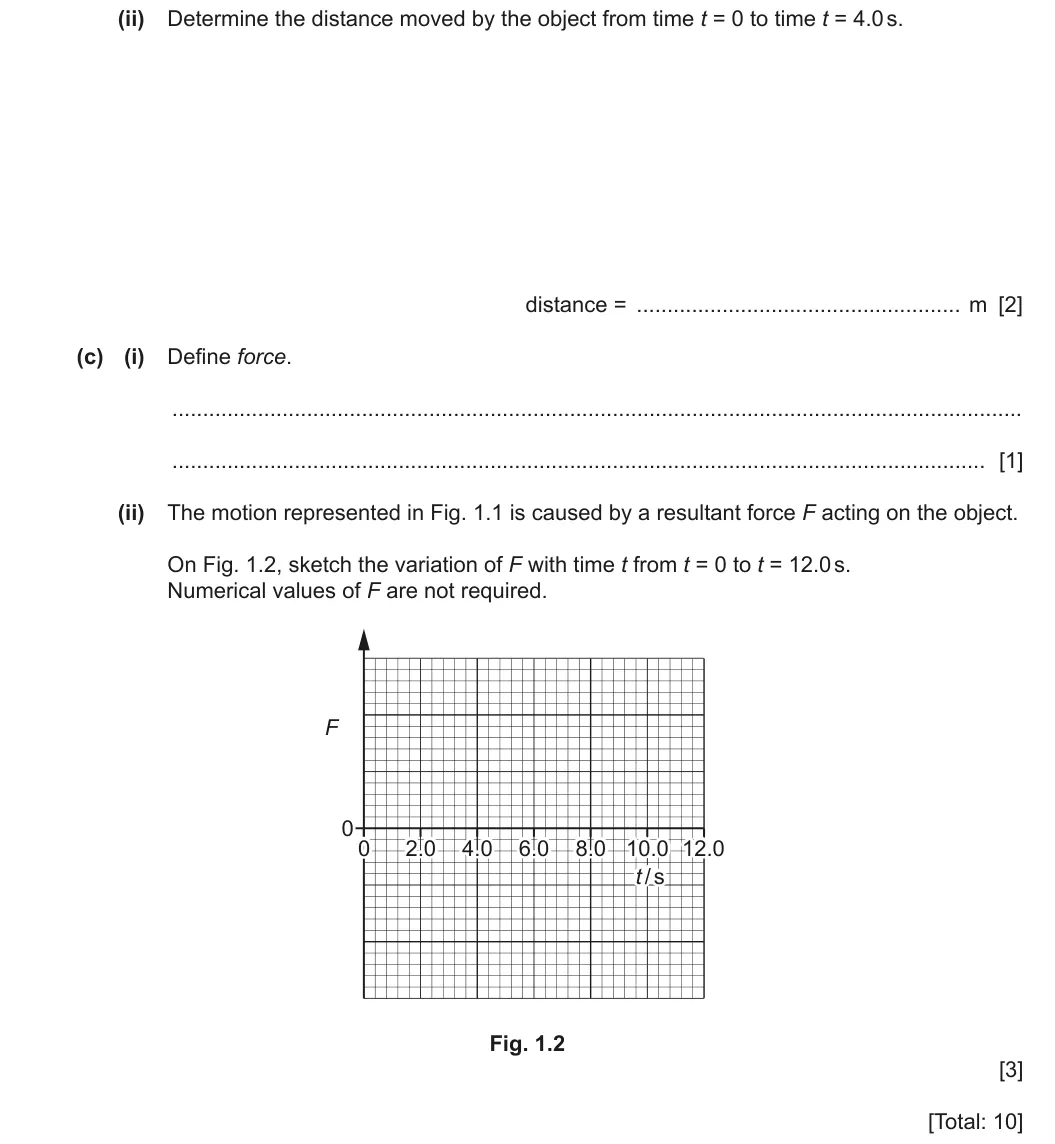 (ii) Determine the distance moved by the object from time t = 0 to time t = 4.0 s.
distance = ..................................................... m [2]
(c) (i) Define force.
...........................................................................................................................................
..................................................................................................................................... [1]
(ii) The motion represented in Fig. 1.1 is caused by a resultant force F acting on the object.
On Fig. 1.2, sketch the variation of F with time t from t = 0 to t = 12.0 s.
Numerical values of F are not required.
F
0
0 2.0 4.0 6.0 8.0 10.0 12.0
t / s
Fig. 1.2
[3]
[Total: 10]